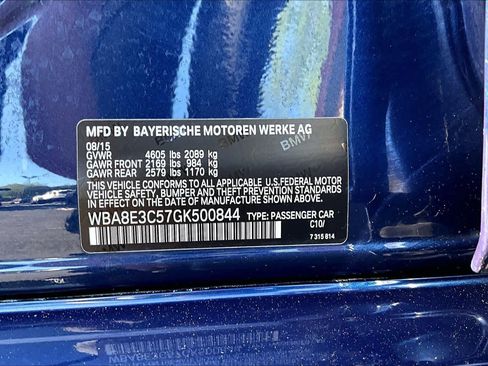 MFD BY BAYERISCHE MOTOREN WERKE AG
08/15
GVWR 4605 lbs 2089 kg
GAWR FRONT 2169 lbs 984 kg
GAWR REAR 2579 lbs 1170 kg
THIS VEHICLE CONFORMS TO ALL APPLICABLE U.S. FEDERAL MOTOR
VEHICLE SAFETY, BUMPER AND THEFT PREVENTION STANDARDS IN
EFFECT ON THE DATE OF MANUFACTURE SHOWN ABOVE.
WBA8E3C57GK500844 TYPE: PASSENGER CAR
C10/
7 315 814